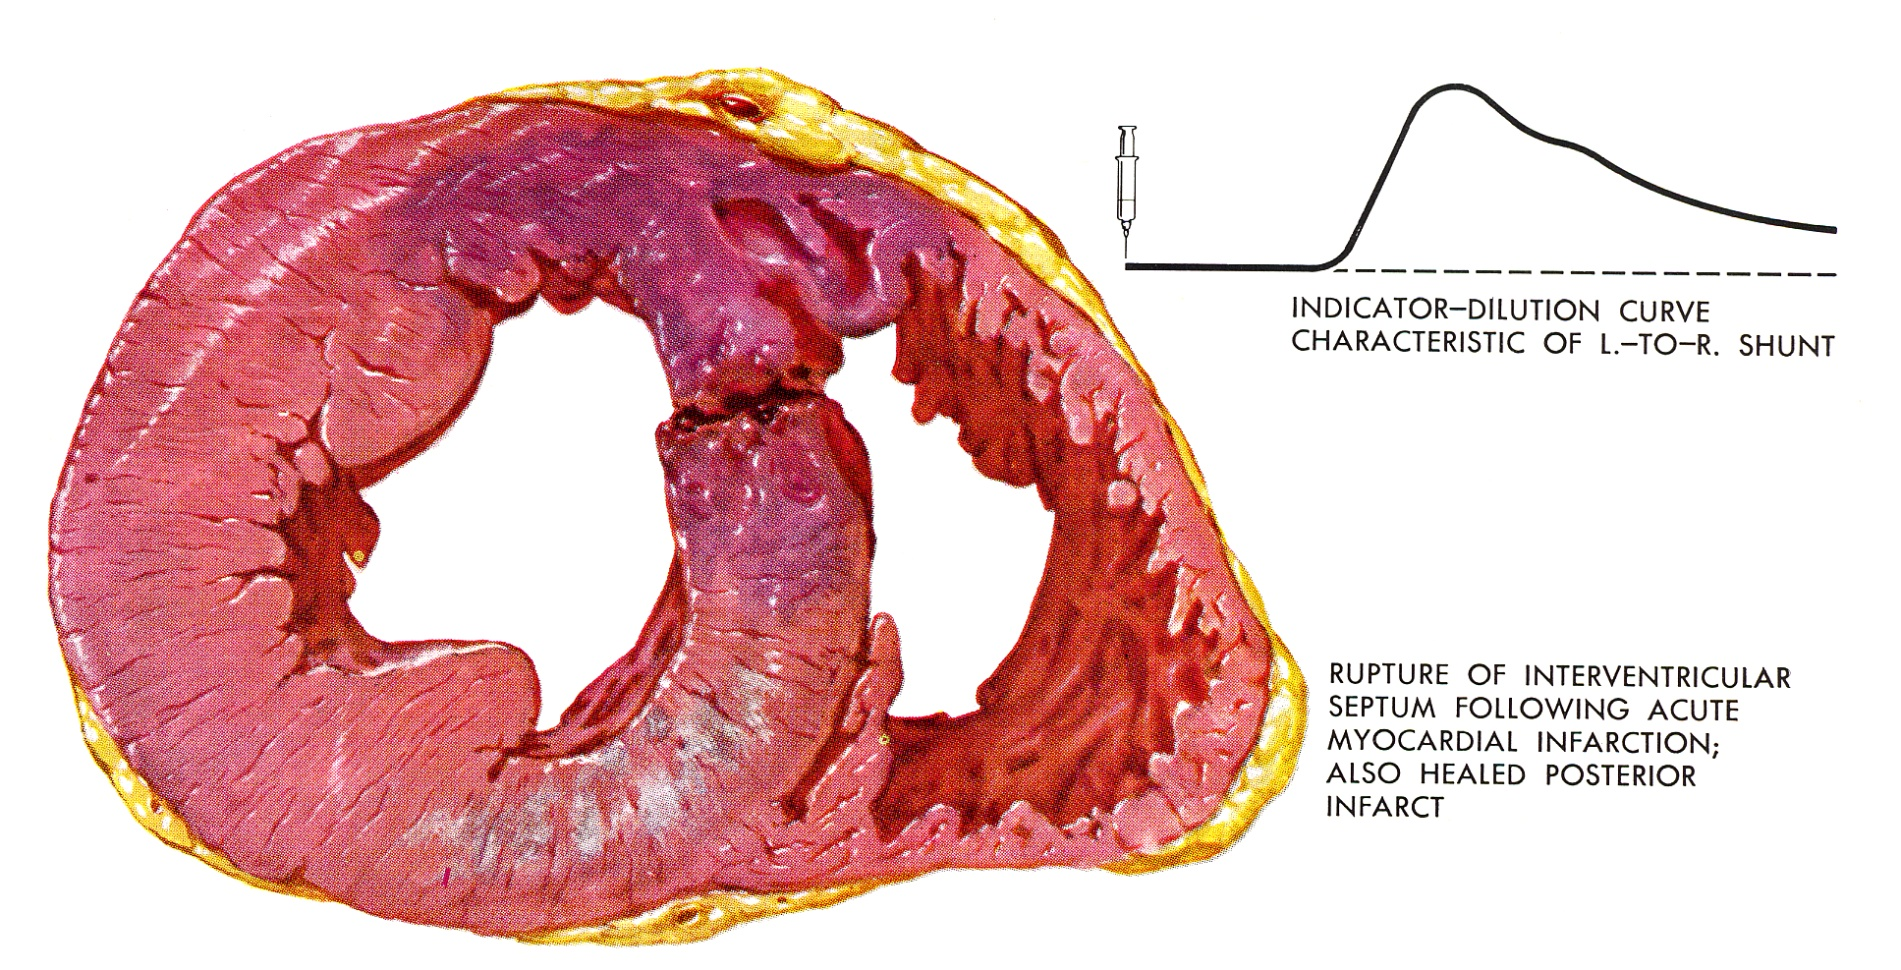 INDICATOR–DILUTION CURVE
CHARACTERISTIC OF L.–TO–R. SHUNT
RUPTURE OF INTERVENTRICULAR
SEPTUM FOLLOWING ACUTE
MYOCARDIAL INFARCTION;
ALSO HEALED POSTERIOR
INFARCT